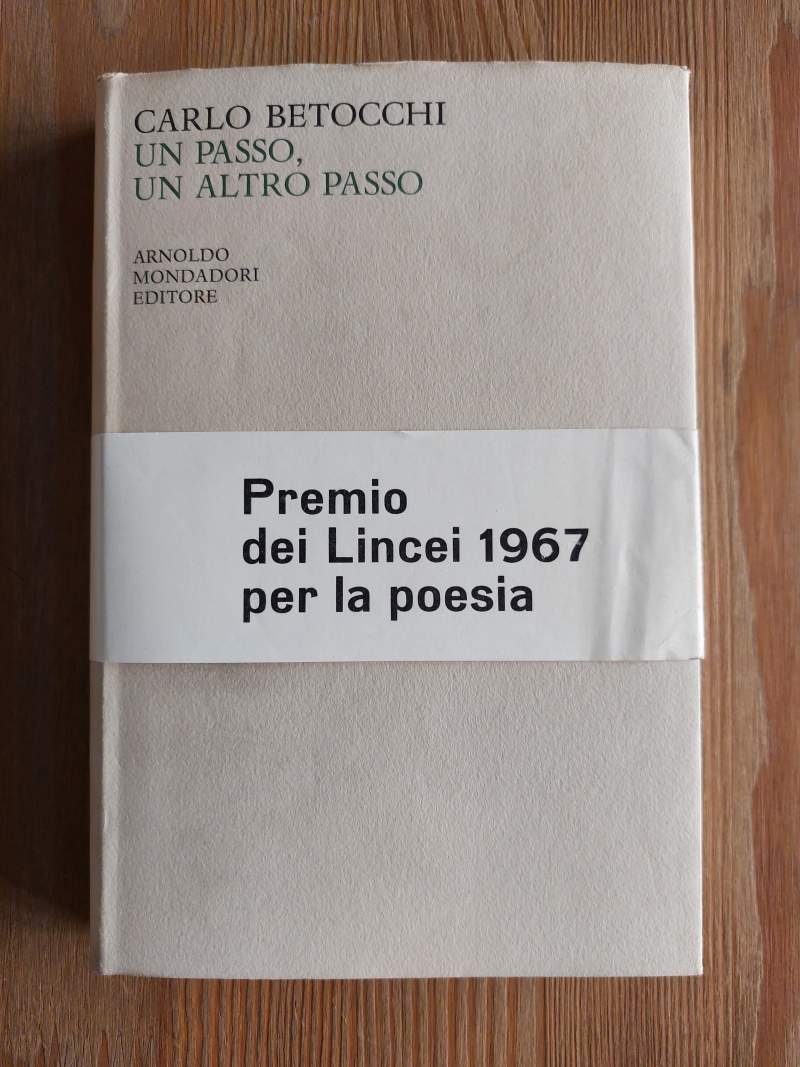 CARLO BETOCCHI
UN PASSO,
UN ALTRO PASSO
ARNOLDO
MONDADORI
EDITORE
Premio
dei Lincei 1967
per la poesia